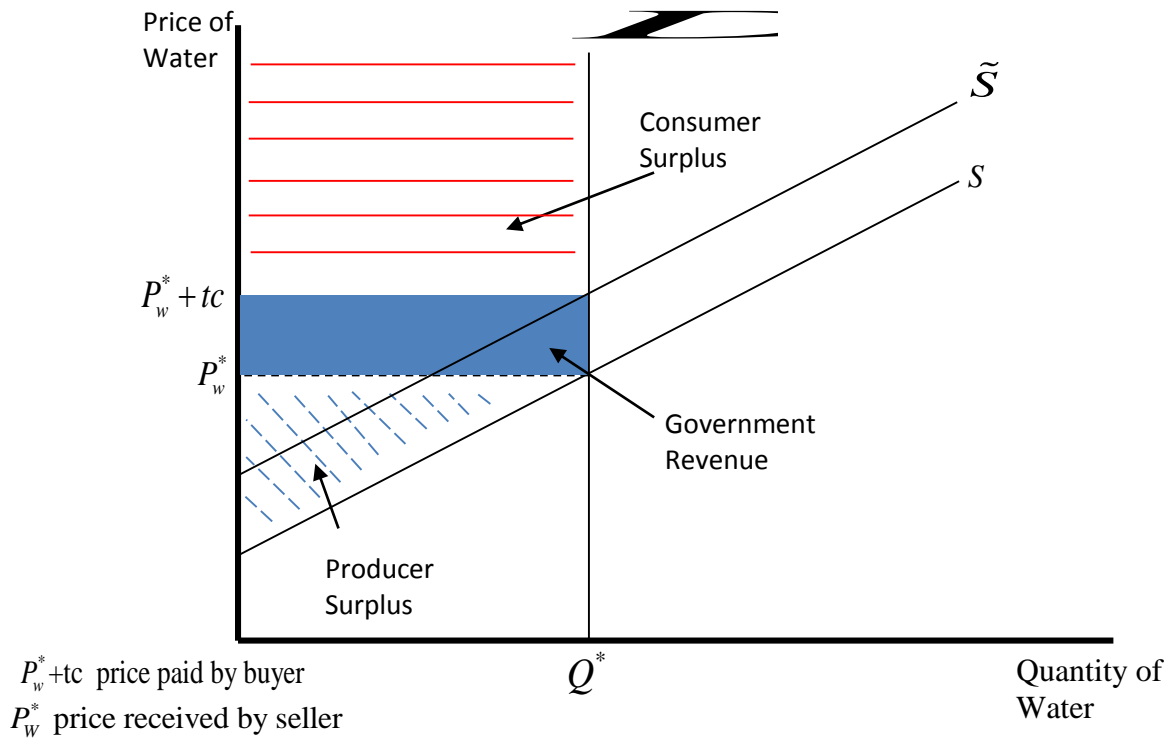 Price of
Water
S̃
Consumer
Surplus
S
P*w + tc
P*w
Government
Revenue
Producer
Surplus
P*w+tc price paid by buyer
Q*
Quantity of
Water
P*W price received by seller